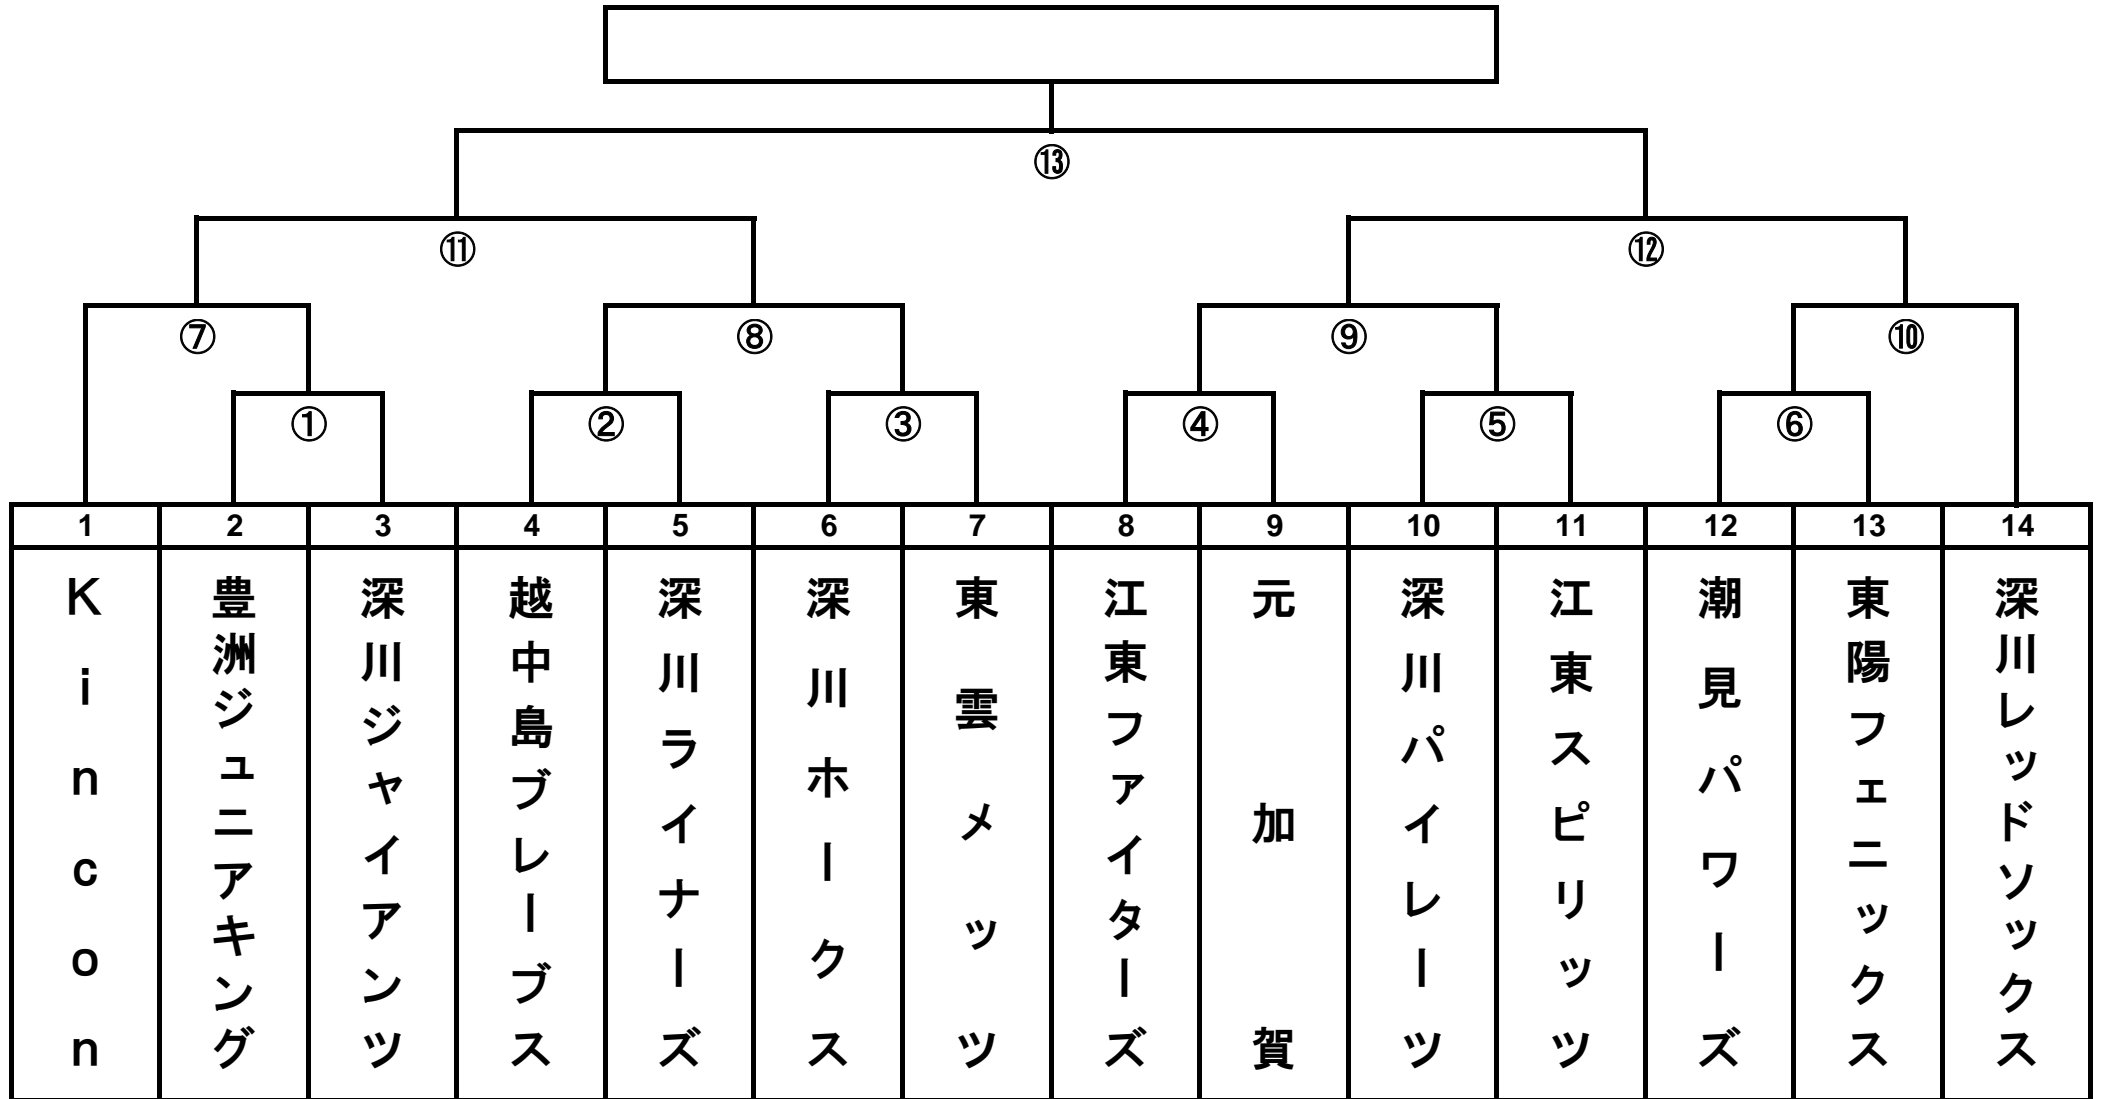 ⑬
⑪ ⑫
⑦ ⑧ ⑨ ⑩
① ② ③ ④ ⑤ ⑥
1 2 3 4 5 6 7 8 9 10 11 12 13 14
Kincon
豊洲ジュニアキング
深川ジャイアンツ
越中島ブレーブス
深川ライナーズ
深川ホークス
東雲メッツ
江東ファイターズ
元加賀
深川パイレーツ
江東スピリッツ
潮見パワーズ
東陽フェニックス
深川レッドソックス